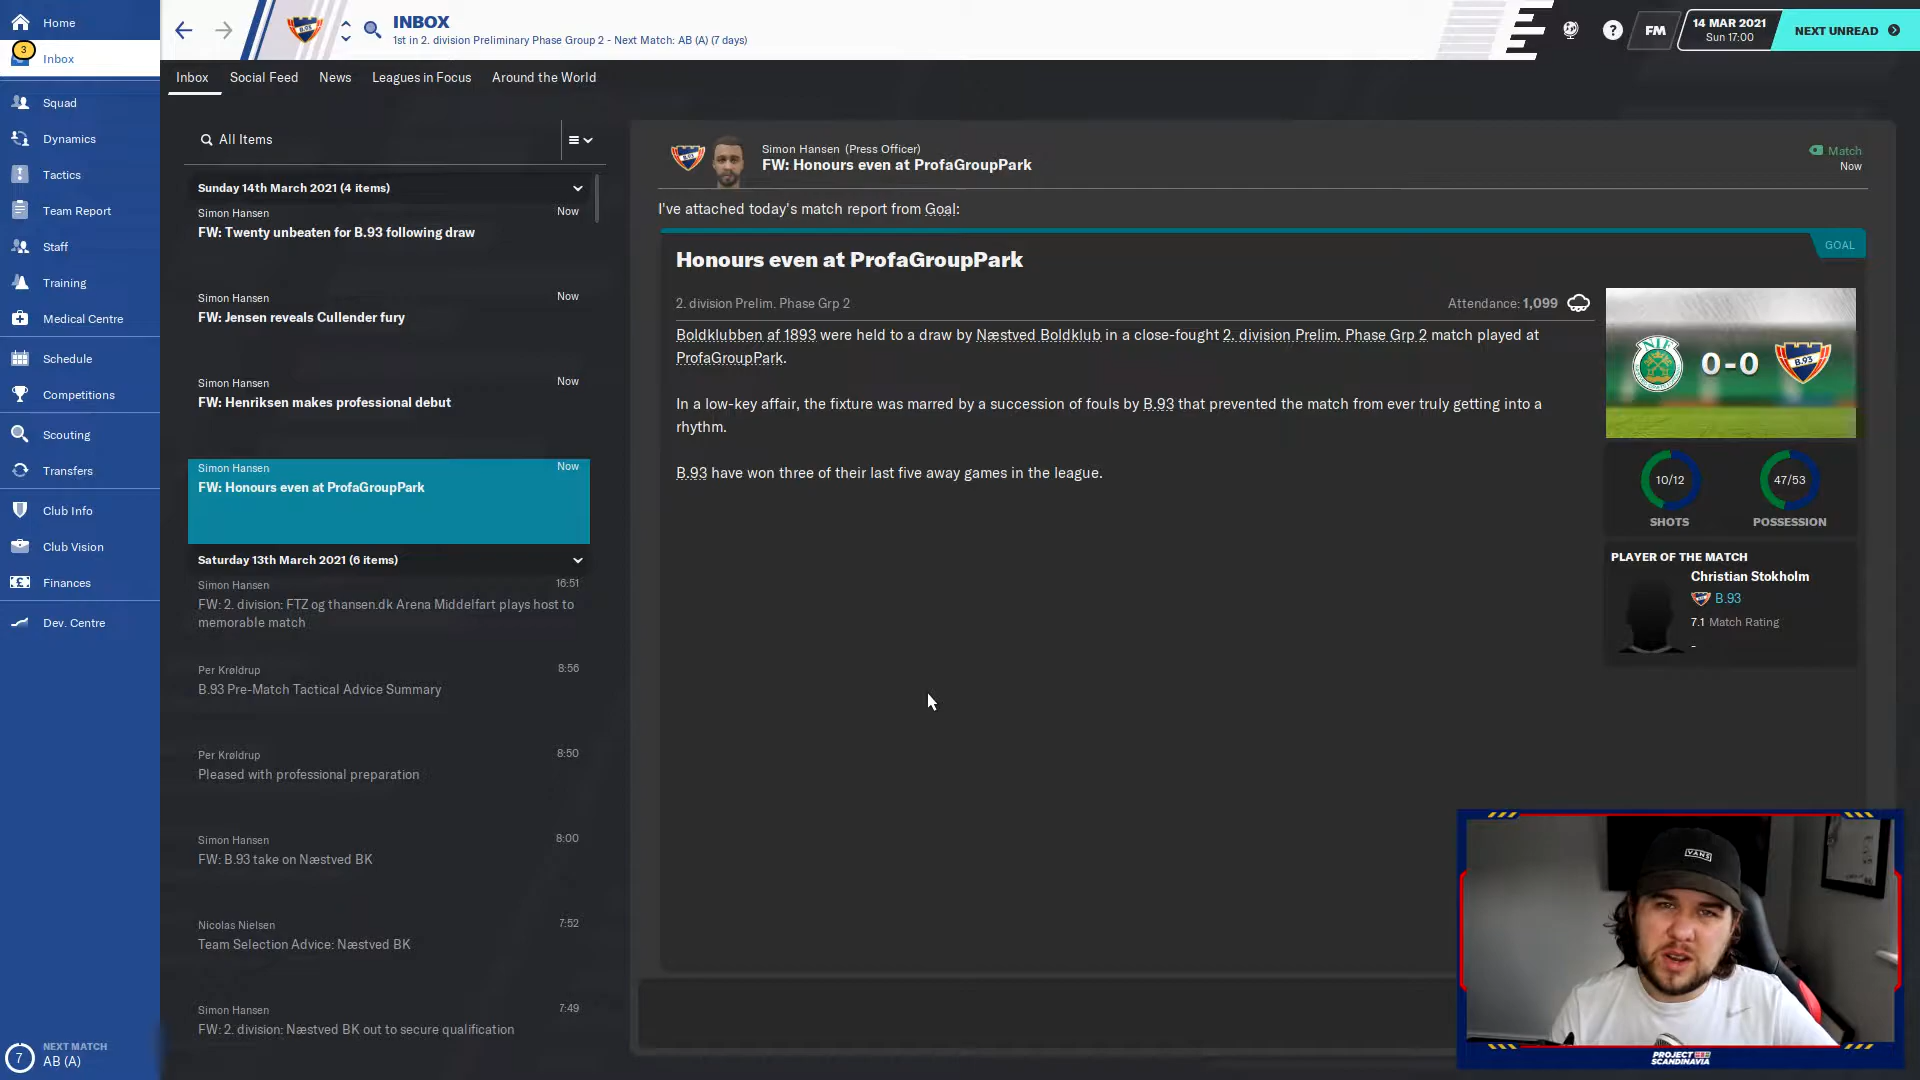 Home
3
Inbox
Squad
Dynamics
Tactics
Team Report
Staff
Training
Medical Centre
Schedule
Competitions
Scouting
Transfers
Club Info
Club Vision
Finances
Dev. Centre
7
NEXT MATCH
AB (A)
B.93
INBOX
1st in 2. division Preliminary Phase Group 2 - Next Match: AB (A) (7 days)
?
FM
14 MAR 2021
Sun 17:00
NEXT UNREAD
Inbox
Social Feed
News
Leagues in Focus
Around the World
All Items
Sunday 14th March 2021 (4 items)
Simon Hansen
Now
FW: Twenty unbeaten for B.93 following draw
Simon Hansen
Now
FW: Jensen reveals Cullender fury
Simon Hansen
Now
FW: Henriksen makes professional debut
Simon Hansen
Now
FW: Honours even at ProfaGroupPark
Saturday 13th March 2021 (6 items)
Simon Hansen
16:51
FW: 2. division: FTZ og thansen.dk Arena Middelfart plays host to
memorable match
Per Krøldrup
8:56
B.93 Pre-Match Tactical Advice Summary
Per Krøldrup
8:50
Pleased with professional preparation
Simon Hansen
8:00
FW: B.93 take on Næstved BK
Nicolas Nielsen
7:52
Team Selection Advice: Næstved BK
Simon Hansen
7:49
FW: 2. division: Næstved BK out to secure qualification
Simon Hansen (Press Officer)
FW: Honours even at ProfaGroupPark
Match
Now
I've attached today's match report from Goal:
GOAL
Honours even at ProfaGroupPark
2. division Prelim. Phase Grp 2
Attendance: 1,099
Boldklubben af 1893 were held to a draw by Næstved Boldklub in a close-fought 2. division Prelim. Phase Grp 2 match played at
ProfaGroupPark.
In a low-key affair, the fixture was marred by a succession of fouls by B.93 that prevented the match from ever truly getting into a
rhythm.
B.93 have won three of their last five away games in the league.
NIF
0-0
B.93
10/12
47/53
SHOTS
POSSESSION
PLAYER OF THE MATCH
Christian Stokholm
B.93
7.1 Match Rating
-
VANS
PROJECT
SCANDINAVIA